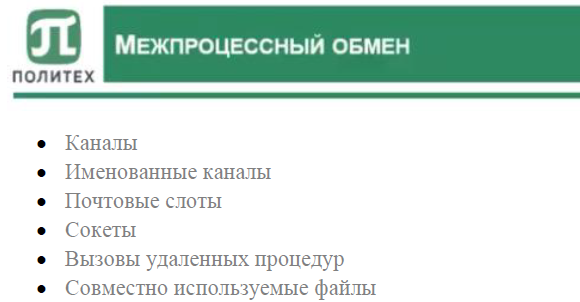 ПОЛИТЕХ
МЕЖПРОЦЕССНЫЙ ОБМЕН
• Каналы
• Именованные каналы
• Почтовые слоты
• Сокеты
• Вызовы удаленных процедур
• Совместно используемые файлы